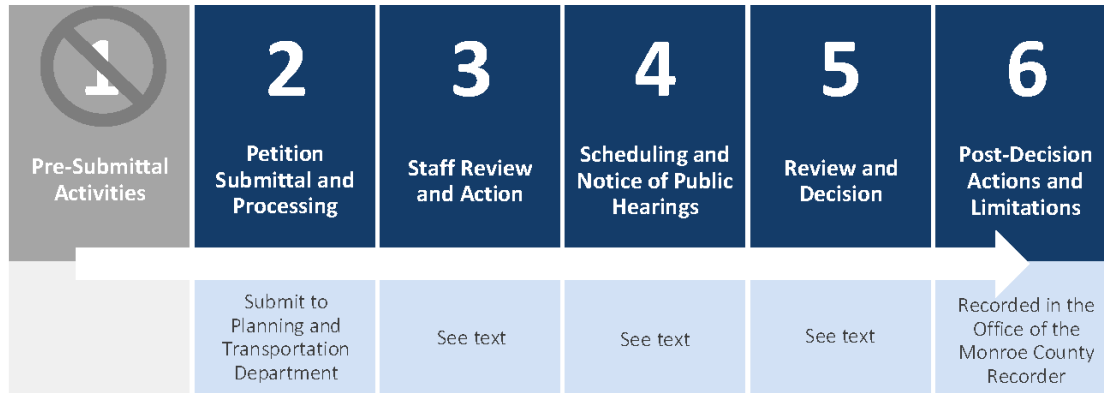 1
Pre-Submittal
Activities
2
Petition
Submittal and
Processing
3
Staff Review
and Action
4
Scheduling and
Notice of Public
Hearings
5
Review and
Decision
6
Post-Decision
Actions and
Limitations
Submit to
Planning and
Transportation
Department
See text
See text
See text
Recorded in the
Office of the
Monroe County
Recorder